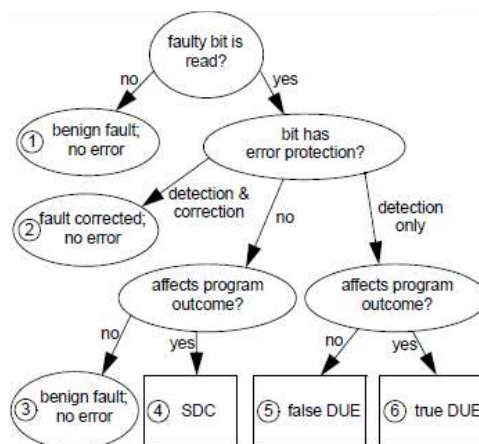 faulty bit is
read?
no
yes
1 benign fault;
no error
bit has
error protection?
detection &
correction
no
detection
only
2 fault corrected;
no error
affects program
outcome?
affects program
outcome?
no
yes
no
yes
3 benign fault;
no error
4 SDC
5 false DUE
6 true DUE